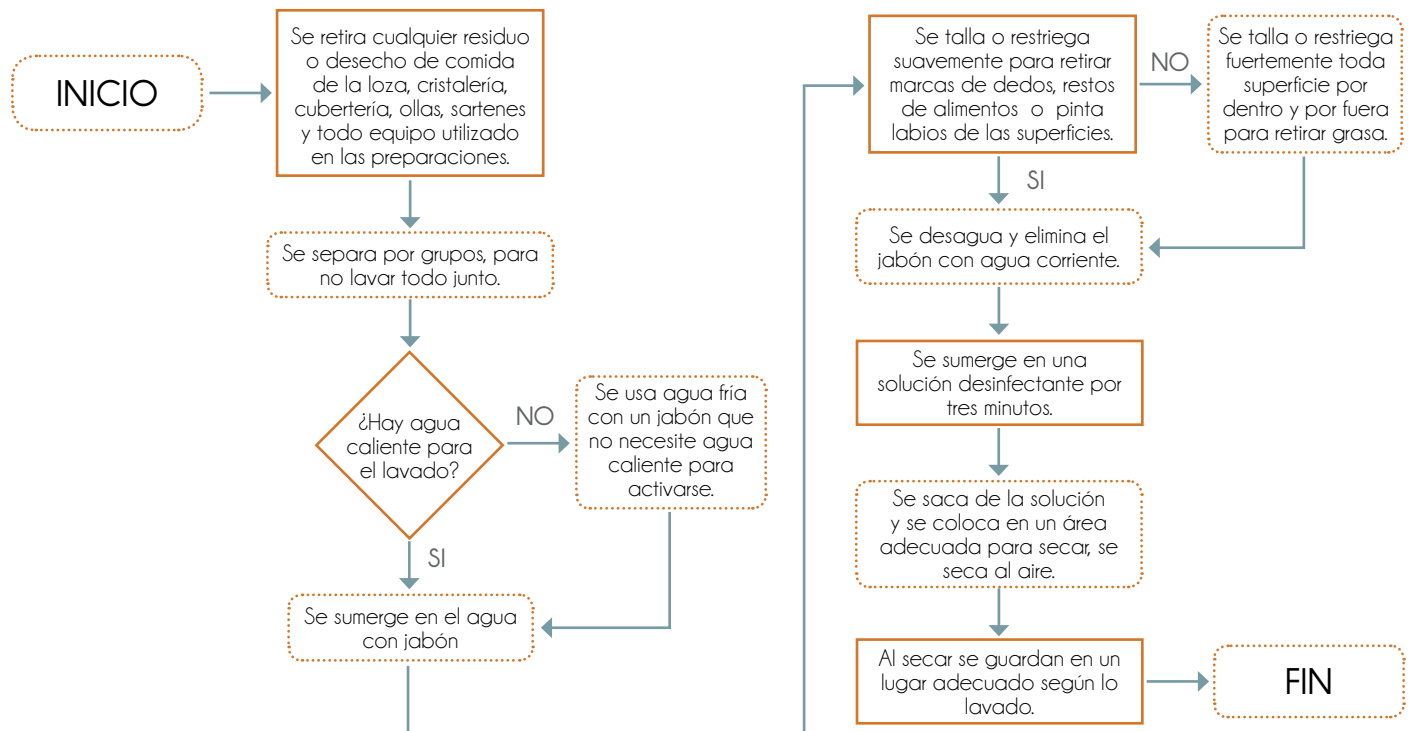 INICIO
Se retira cualquier residuo
o desecho de comida
de la loza, cristalería,
cubertería, ollas, sartenes
y todo equipo utilizado
en las preparaciones.
Se separa por grupos, para
no lavar todo junto.
¿Hay agua
caliente para
el lavado?
NO
Se usa agua fría
con un jabón que
no necesite agua
caliente para
activarse.
SI
Se sumerge en el agua
con jabón
Se talla o restriega
suavemente para retirar
marcas de dedos, restos
de alimentos o pinta
labios de las superficies.
NO
Se talla o restriega
fuertemente toda
superficie por
dentro y por fuera
para retirar grasa.
SI
Se desagua y elimina el
jabón con agua corriente.
Se sumerge en una
solución desinfectante por
tres minutos.
Se saca de la solución
y se coloca en un área
adecuada para secar, se
seca al aire.
Al secar se guardan en un
lugar adecuado según lo
lavado.
FIN